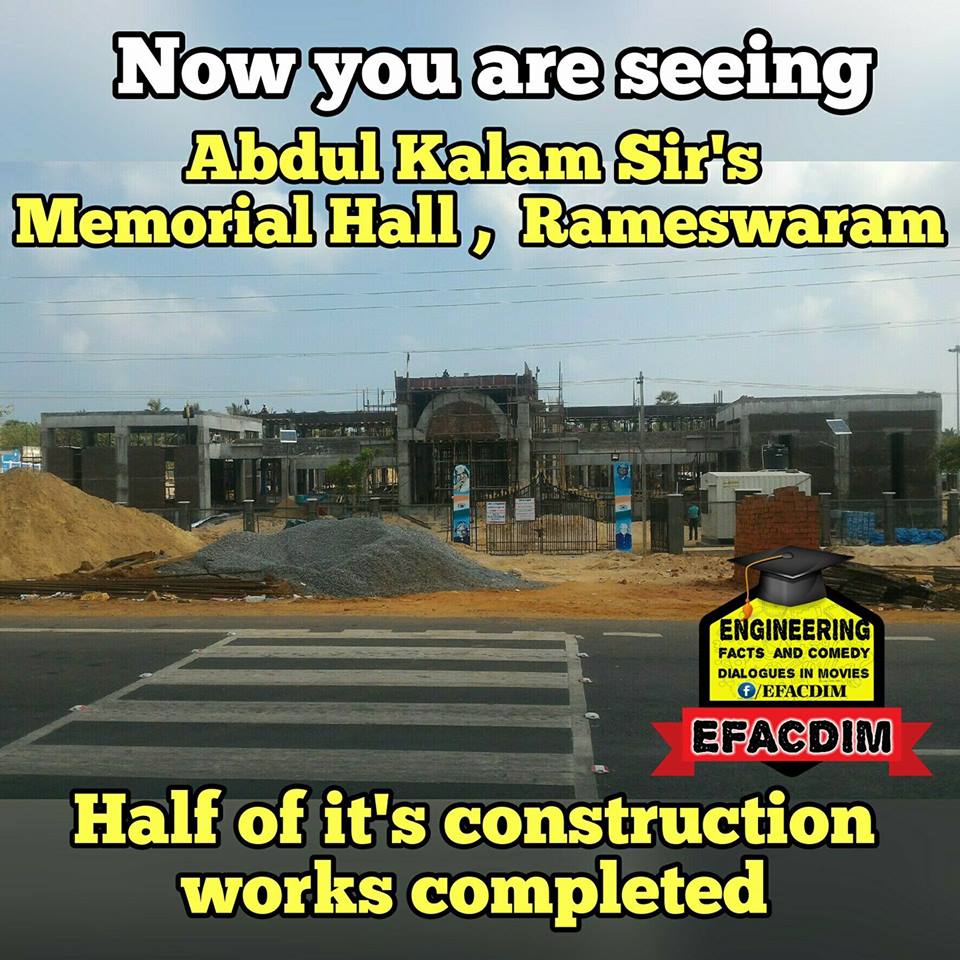 Now you are seeing
Abdul Kalam Sir's
Memorial Hall , Rameswaram
ENGINEERING
FACTS AND COMEDY
DIALOGUES IN MOVIES
f/EFACDIM
EFACDIM
Half of it's construction
works completed